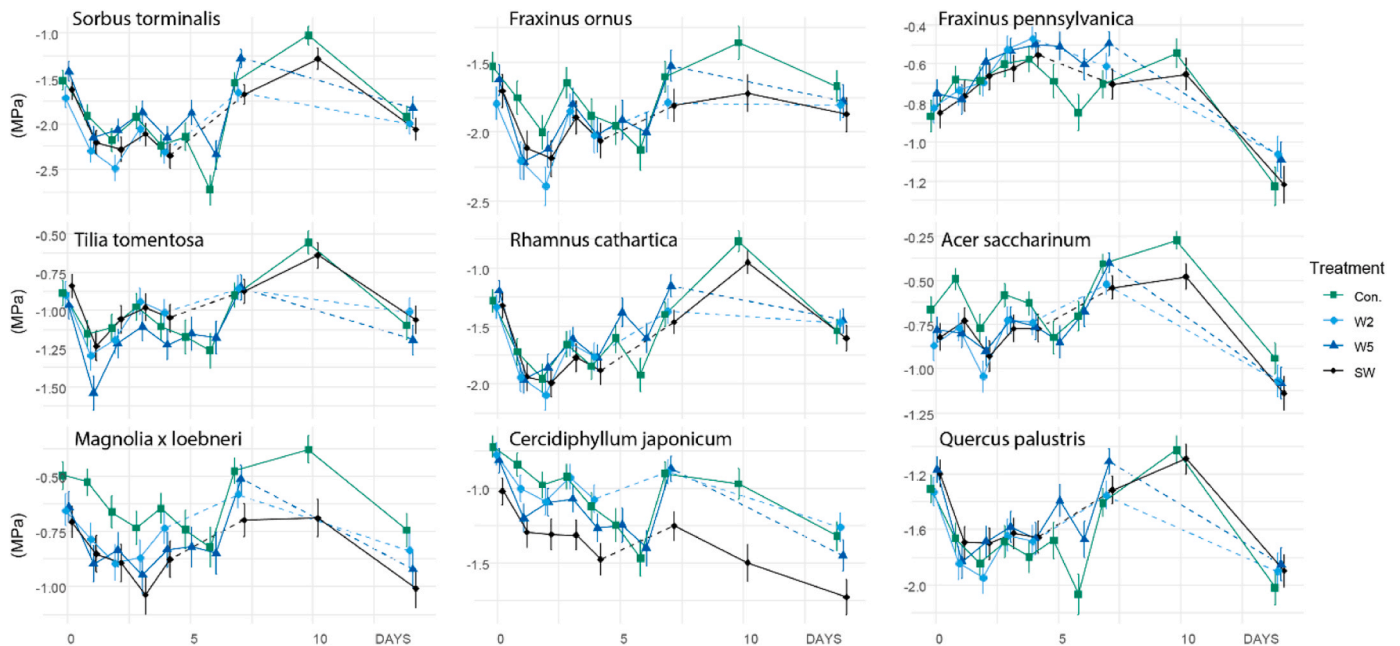 Sorbus torminalis
Fraxinus ornus
Fraxinus pennsylvanica
(MPa)
-1.0
-1.5
-2.0
-2.5
-1.5
-2.0
-2.5
-0.4
-0.6
-0.8
-1.0
-1.2
Tilia tomentosa
Rhamnus cathartica
Acer saccharinum
(MPa)
-0.50
-0.75
-1.00
-1.25
-1.50
-1.0
-1.5
-2.0
-0.25
-0.50
-0.75
-1.00
-1.25
Magnolia x loebneri
Cercidiphyllum japonicum
Quercus palustris
(MPa)
-0.50
-0.75
-1.00
-1.0
-1.5
-1.2
-1.6
-2.0
0 5 10 DAYS
0 5 10 DAYS
0 5 10 DAYS
Treatment
Con.
W2
W5
SW